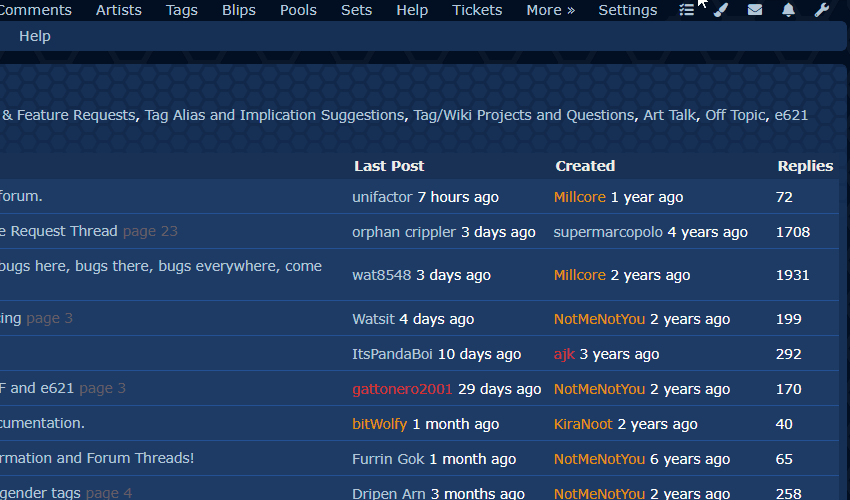 Comments Artists Tags Blips Pools Sets Help Tickets More » Settings
Help
& Feature Requests, Tag Alias and Implication Suggestions, Tag/Wiki Projects and Questions, Art Talk, Off Topic, e621
Last Post Created Replies
forum. unifactor 7 hours ago Millcore 1 year ago 72
e Request Thread page 23 orphan crippler 3 days ago supermarcopolo 4 years ago 1708
bugs here, bugs there, bugs everywhere, come wat8548 3 days ago Millcore 2 years ago 1931
ing page 3 Watsit 4 days ago NotMeNotYou 2 years ago 199
ItsPandaBoi 10 days ago ajk 3 years ago 292
F and e621 page 3 gattonero2001 29 days ago NotMeNotYou 2 years ago 170
cumentation. bitWolfy 1 month ago KiraNoot 2 years ago 40
rmation and Forum Threads! Furrin Gok 1 month ago NotMeNotYou 6 years ago 65
gender tags page 4 Dripen Arn 3 months ago NotMeNotYou 2 years ago 258